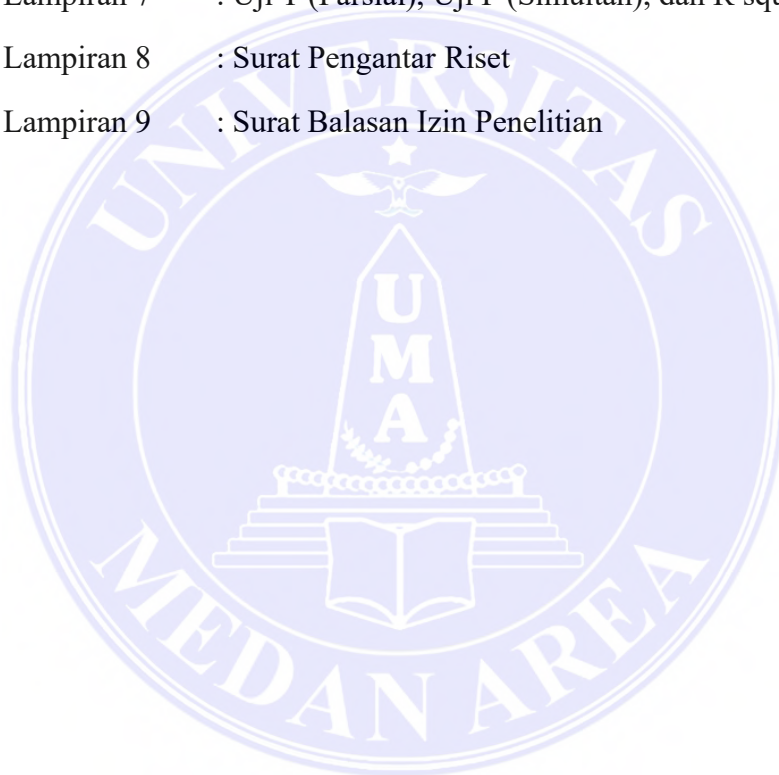 Lampiran 7 : Uji T (Parsial), Uji F (Simultan), dan R squ
Lampiran 8 : Surat Pengantar Riset
Lampiran 9 : Surat Balasan Izin Penelitian
UNIVERSITAS
U
M
A
MEDAN AREA